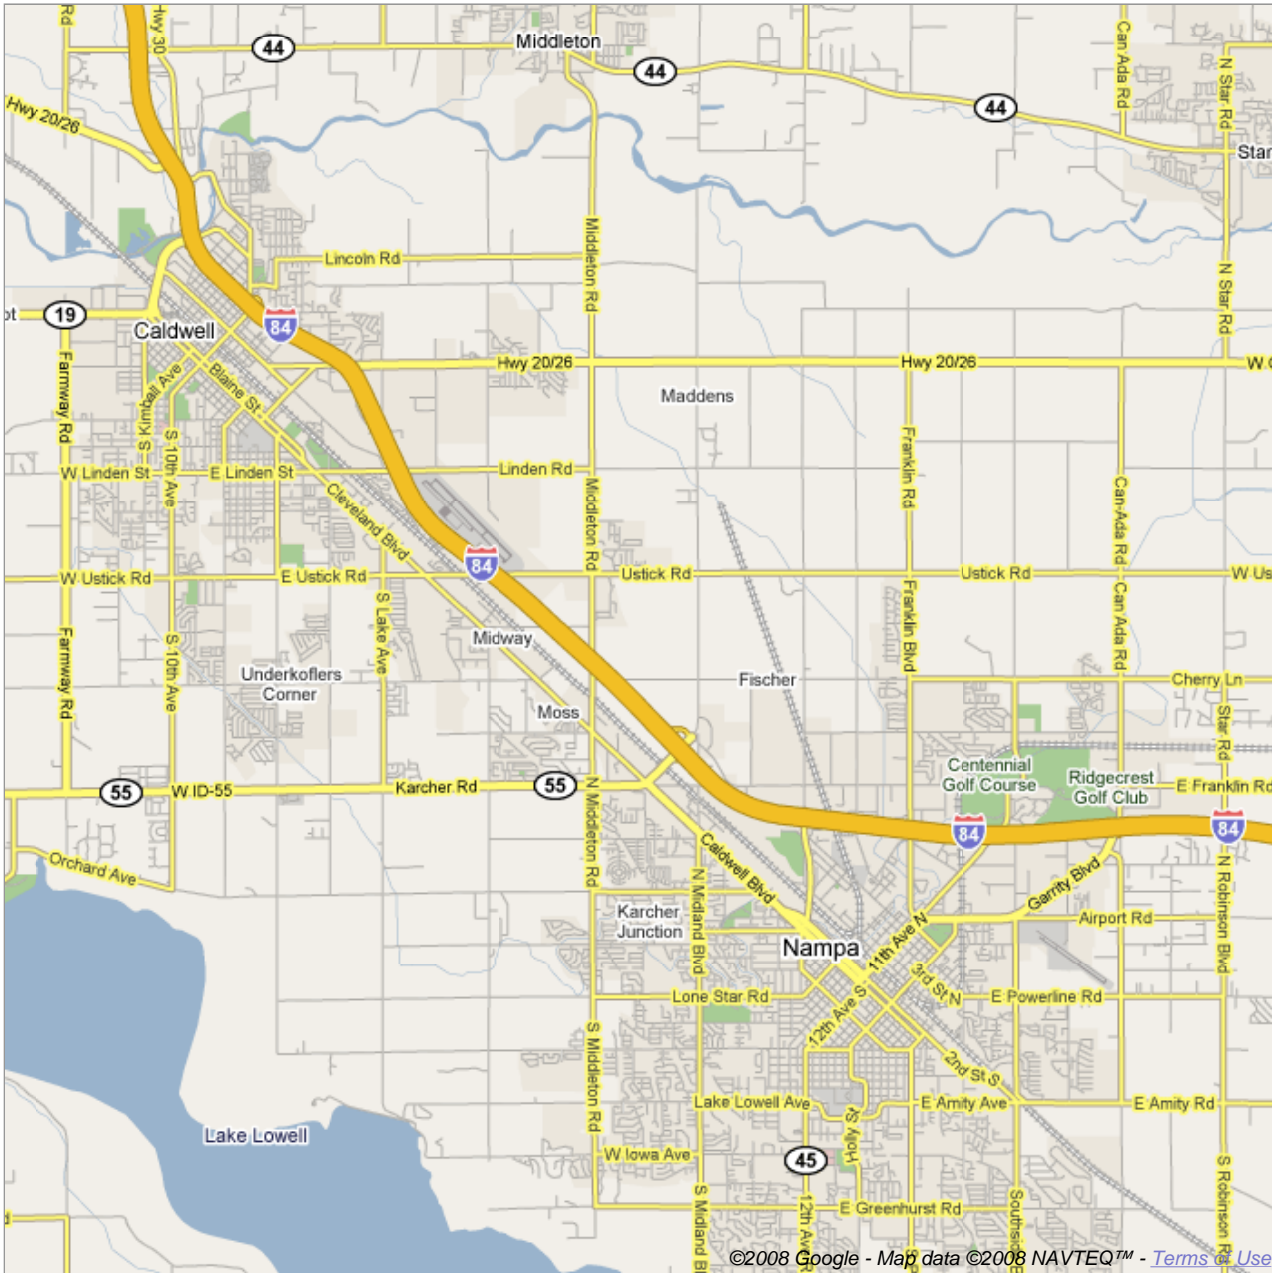 Rd
Hwy 30
44
Middleton
44
Can Ada Rd
N Star Rd
44
Hwy 20/26
Star
Middleton Rd
Lincoln Rd
N Star Rd
19
Caldwell
84
Hwy 20/26
Hwy 20/26
Farmway Rd
S Kimball Ave
Blaine St
Maddens
S 10th Ave
Franklin Rd
W Linden St
E Linden St
Linden Rd
Cleveland Blvd
Middleton Rd
Can-Ada Rd
84
W Ustick Rd
E Ustick Rd
Ustick Rd
Ustick Rd
W Us
S Lake Ave
Franklin Blvd
Can Ada Rd
Farmway Rd
S 10th Ave
Midway
Underkoflers
Corner
Fischer
Cherry Ln
Moss
Star Rd
Centennial
Golf Course
Ridgecrest
Golf Club
55
W ID-55
Karcher Rd
55
E Franklin Rd
N Middleton Rd
84
84
Orchard Ave
Caldwell Blvd
Garrity Blvd
N Midland Blvd
N Robinson Blvd
Karcher
Junction
Airport Rd
Nampa
11th Ave N
3rd St N
Lone Star Rd
E Powerline Rd
12th Ave S
S Middleton Rd
2nd St S
Lake Lowell Ave
E Amity Ave
E Amity Rd
Lake Lowell
Holly S
W Iowa Ave
45
S Midland Bl
12th Av
E Greenhurst Rd
S Robinson R
©2008 Google - Map data ©2008 NAVTEQ™ - Terms of Use